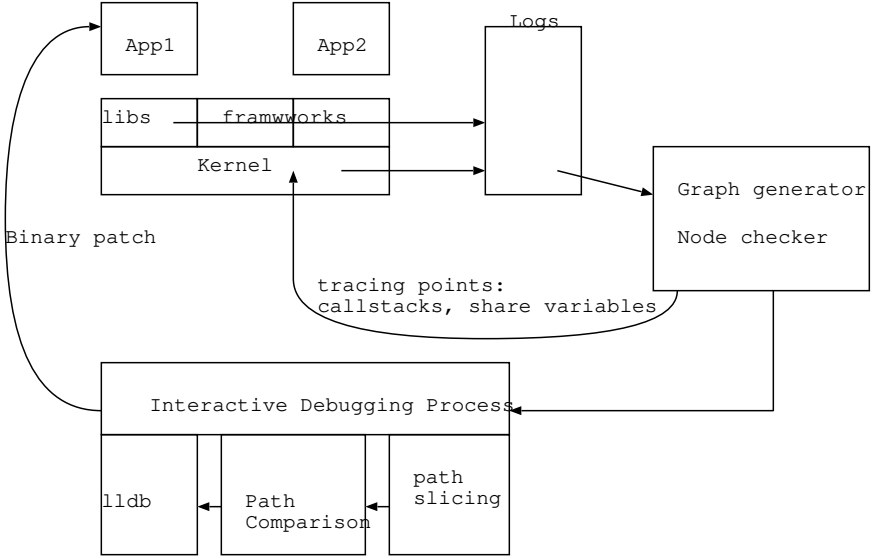 Logs
App1
App2
libs
framwworks
Kernel
Graph generator
Node checker
Binary patch
tracing points:
callstacks, share variables
Interactive Debugging Process
lldb
Path
Comparison
path
slicing